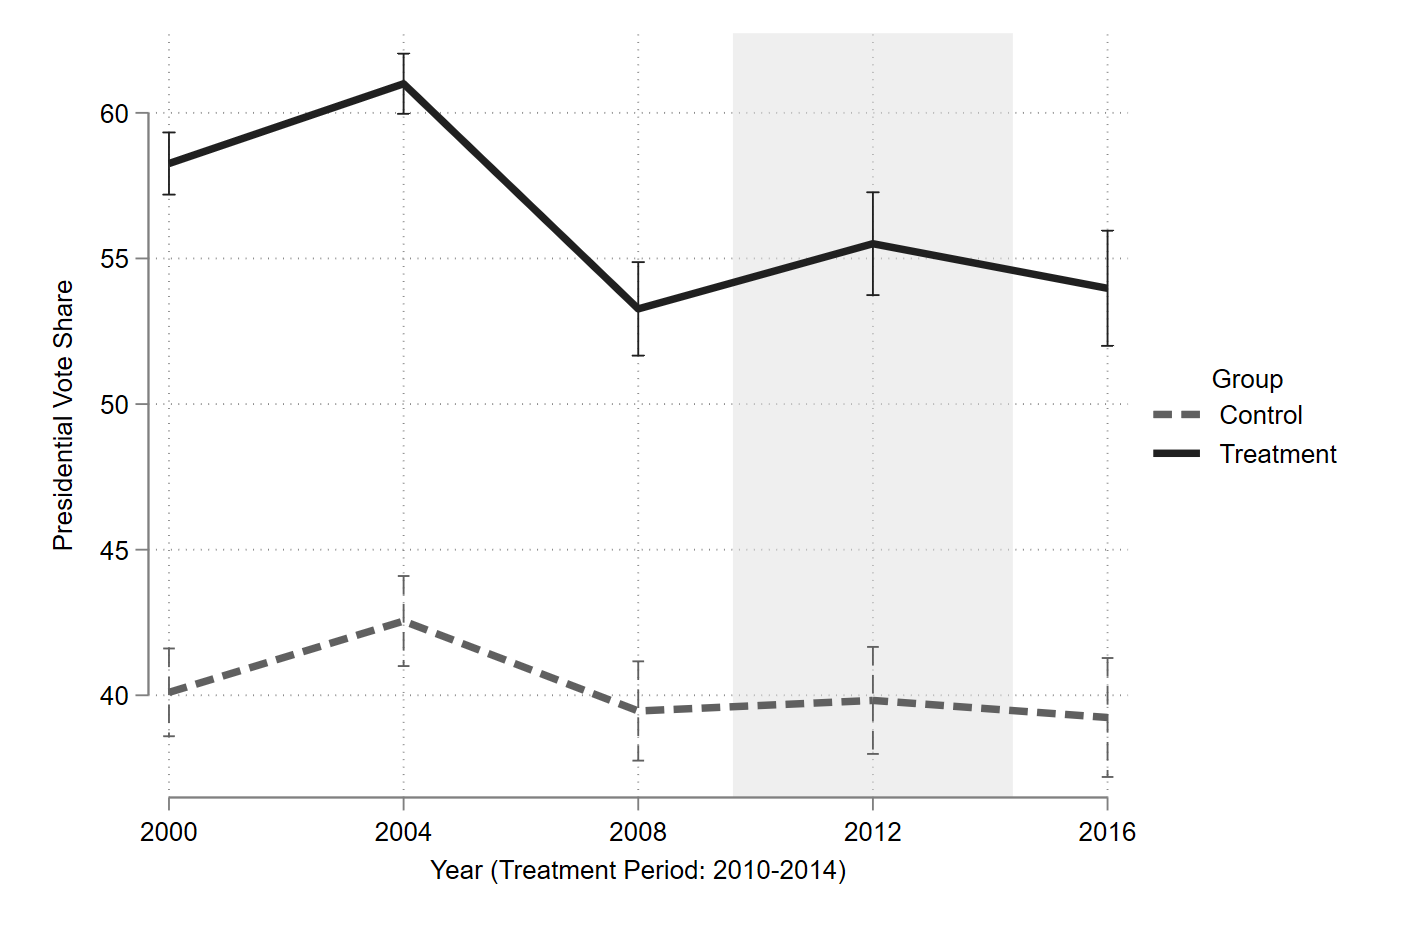 60
55
50
45
40
Presidential Vote Share
2000
2004
2008
2012
2016
Year (Treatment Period: 2010-2014)
Group
Control
Treatment